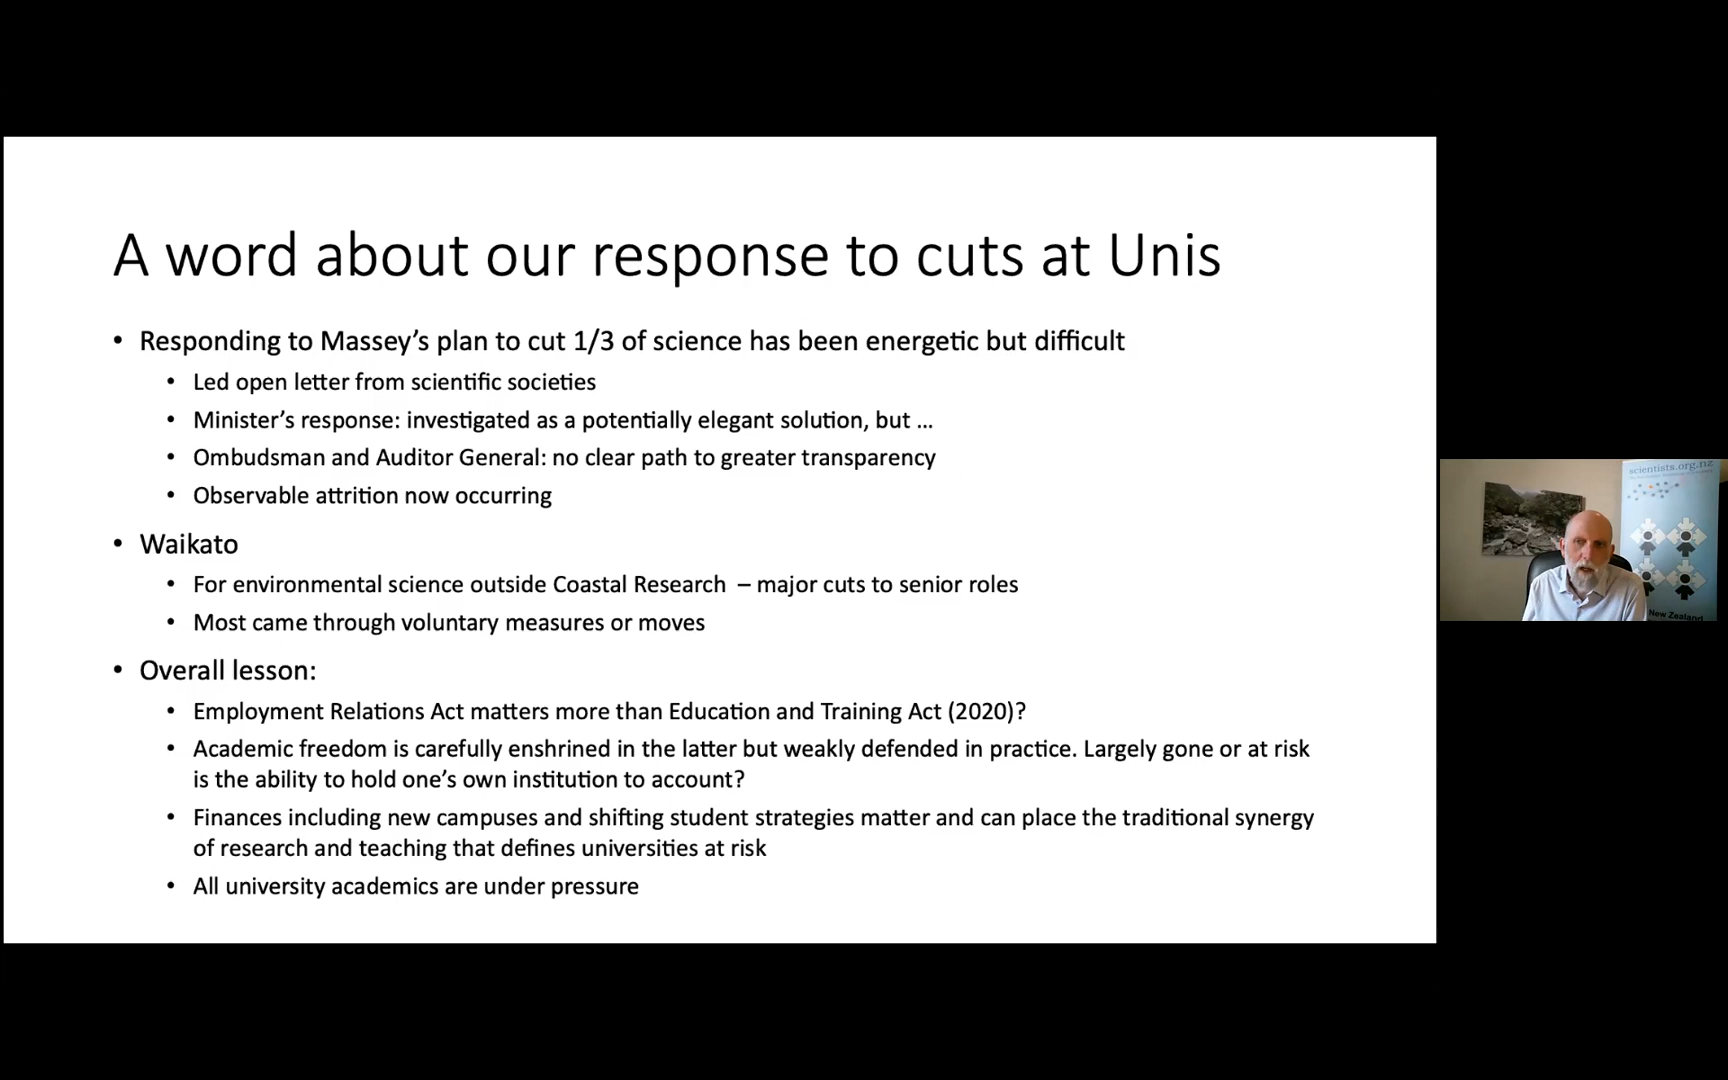 A word about our response to cuts at Unis
• Responding to Massey’s plan to cut 1/3 of science has been energetic but difficult
• Led open letter from scientific societies
• Minister’s response: investigated as a potentially elegant solution, but ...
• Ombudsman and Auditor General: no clear path to greater transparency
• Observable attrition now occurring
• Waikato
• For environmental science outside Coastal Research – major cuts to senior roles
• Most came through voluntary measures or moves
• Overall lesson:
• Employment Relations Act matters more than Education and Training Act (2020)?
• Academic freedom is carefully enshrined in the latter but weakly defended in practice. Largely gone or at risk
is the ability to hold one’s own institution to account?
• Finances including new campuses and shifting student strategies matter and can place the traditional synergy
of research and teaching that defines universities at risk
• All university academics are under pressure
scientists.org.nz
New Zealand